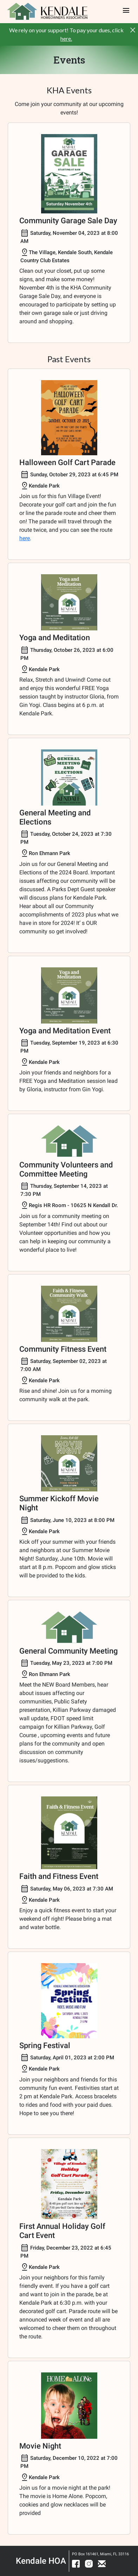 KENDALE
HOMEOWNERS ASSOCIATION
We rely on your support! To pay your dues, click
here.
Events
KHA Events
Come join your community at our upcoming
events!
GARAGE
SALE
KENDALE
Saturday November 4th
Community Garage Sale Day
Saturday, November 04, 2023 at 8:00
AM
The Village, Kendale South, Kendale
Country Club Estates
Clean out your closet, put up some
signs, and make some money!
November 4th is the KHA Community
Garage Sale Day, and everyone is
encouraged to participate by setting up
their own garage sale or just driving
around and shopping.
Past Events
HALLOWEEN
GOLF CART
PARADE
Halloween Golf Cart Parade
Sunday, October 29, 2023 at 6:45 PM
Kendale Park
Join us for this fun Village Event!
Decorate your golf cart and join the fun
or line the parade route and cheer them
on! The parade will travel through the
route twice, and you can see the route
here.
Yoga and
Meditation
KENDALE
Yoga and Meditation
Thursday, October 26, 2023 at 6:00
PM
Kendale Park
Relax, Stretch and Unwind! Come out
and enjoy this wonderful FREE Yoga
session taught by instuctor Gloria, from
Gin Yogi. Class begins at 6 p.m. at
Kendale Park.
GENERAL
MEETING AND
ELECTIONS
KENDALE
General Meeting and
Elections
Tuesday, October 24, 2023 at 7:30
PM
Ron Ehmann Park
Join us for our General Meeting and
Elections of the 2024 Board. Important
issues affecting our community will be
discussed. A Parks Dept Guest speaker
will discuss plans for Kendale Park.
Hear about all our Community
accomplishments of 2023 plus what we
have in store for 2024! It' s OUR
community so get involved!
Yoga and
Meditation
KENDALE
Yoga and Meditation Event
Tuesday, September 19, 2023 at 6:30
PM
Kendale Park
Join your friends and neighbors for a
FREE Yoga and Meditation session lead
by Gloria, instructor from Gin Yogi
Community Volunteers and
Committee Meeting
Thursday, September 14, 2023 at
7:30 PM
Regis HR Room - 10625 N Kendall Dr.
Join us for a community meeting on
September 14th! Find out about our
Volunteer opportunities and how you
can help in keeping our community a
wonderful place to live!
Faith & Fitness
Community Walk
KENDALE
Community Fitness Event
Saturday, September 02, 2023 at
7:00 AM
Kendale Park
Rise and shine! Join us for a morning
community walk at the park.
MOVIE
NIGHT
KENDALE
Summer Kickoff Movie
Night
Saturday, June 10, 2023 at 8:00 PM
Kendale Park
Kick off your summer with your friends
and neighbors at our Summer Movie
Night! Saturday, June 10th. Movie will
start at 8 p.m. Popcorn and glow sticks
will be provided to the kids.
General Community Meeting
Tuesday, May 23, 2023 at 7:00 PM
Ron Ehmann Park
Meet the NEW Board Members, hear
about important issues affecting our
communities, Public Safety
presentation, Killian Parkway damaged
wall update, FDOT speed limit
campaign for Killian Parkway, Golf
Course , upcoming events and future
plans for the community and open
discussion on community
issues/suggestions.
Faith & Fitness Event
KENDALE
Faith and Fitness Event
Saturday, May 06, 2023 at 7:30 AM
Kendale Park
Enjoy a quick fitness event to start your
weekend off right! Please bring a mat
and water bottle.
Spring
Festival
Spring Festival
Saturday, April 01, 2023 at 2:00 PM
Kendale Park
Join your neighbors and friends for this
community fun event. Festivities start at
2 pm at Kendale Park. Access bracelets
to rides and food with your paid dues.
Hope to see you there!
Village of Kendale
Holiday
Golf Cart Parade
Friday, December 23
Kendale Park
First Annual Holiday Golf
Cart Event
Friday, December 23, 2022 at 6:45
PM
Kendale Park
Join your neighbors for this family
friendly event. If you have a golf cart
and want to join in the parade, be at
Kendale Park at 6:30 p.m. with your
decorated golf cart. Parade route will be
announced week of event and all are
welcomed to cheer them on throughout
the route.
HOME ALONE
Movie Night
Saturday, December 10, 2022 at 7:00
PM
Kendale Park
Join us for a movie night at the park!
The movie is Home Alone. Popcorn,
cookies and glow necklaces will be
provided
Kendale HOA
PO Box 161461, Miami, FL 33116